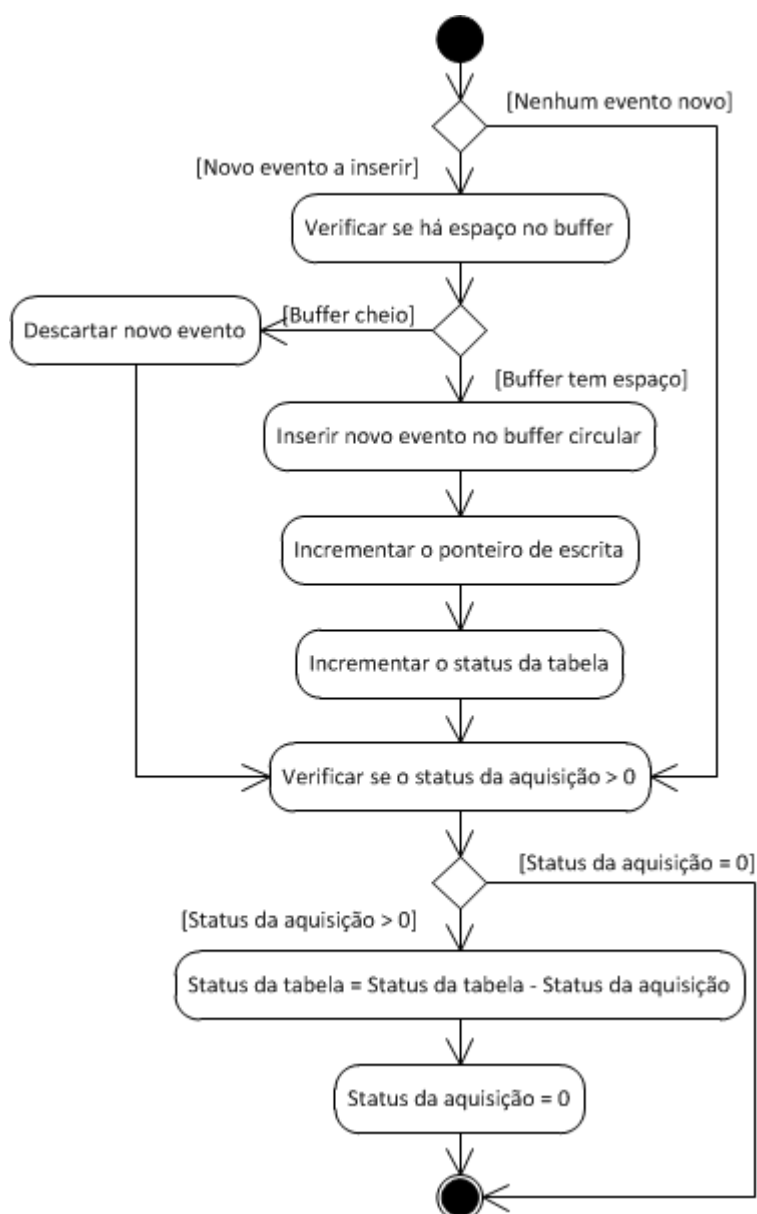 [Nenhum evento novo]
[Novo evento a inserir]
Verificar se há espaço no buffer
Descartar novo evento
[Buffer cheio]
[Buffer tem espaço]
Inserir novo evento no buffer circular
Incrementar o ponteiro de escrita
Incrementar o status da tabela
Verificar se o status da aquisição > 0
[Status da aquisição = 0]
[Status da aquisição > 0]
Status da tabela = Status da tabela - Status da aquisição
Status da aquisição = 0